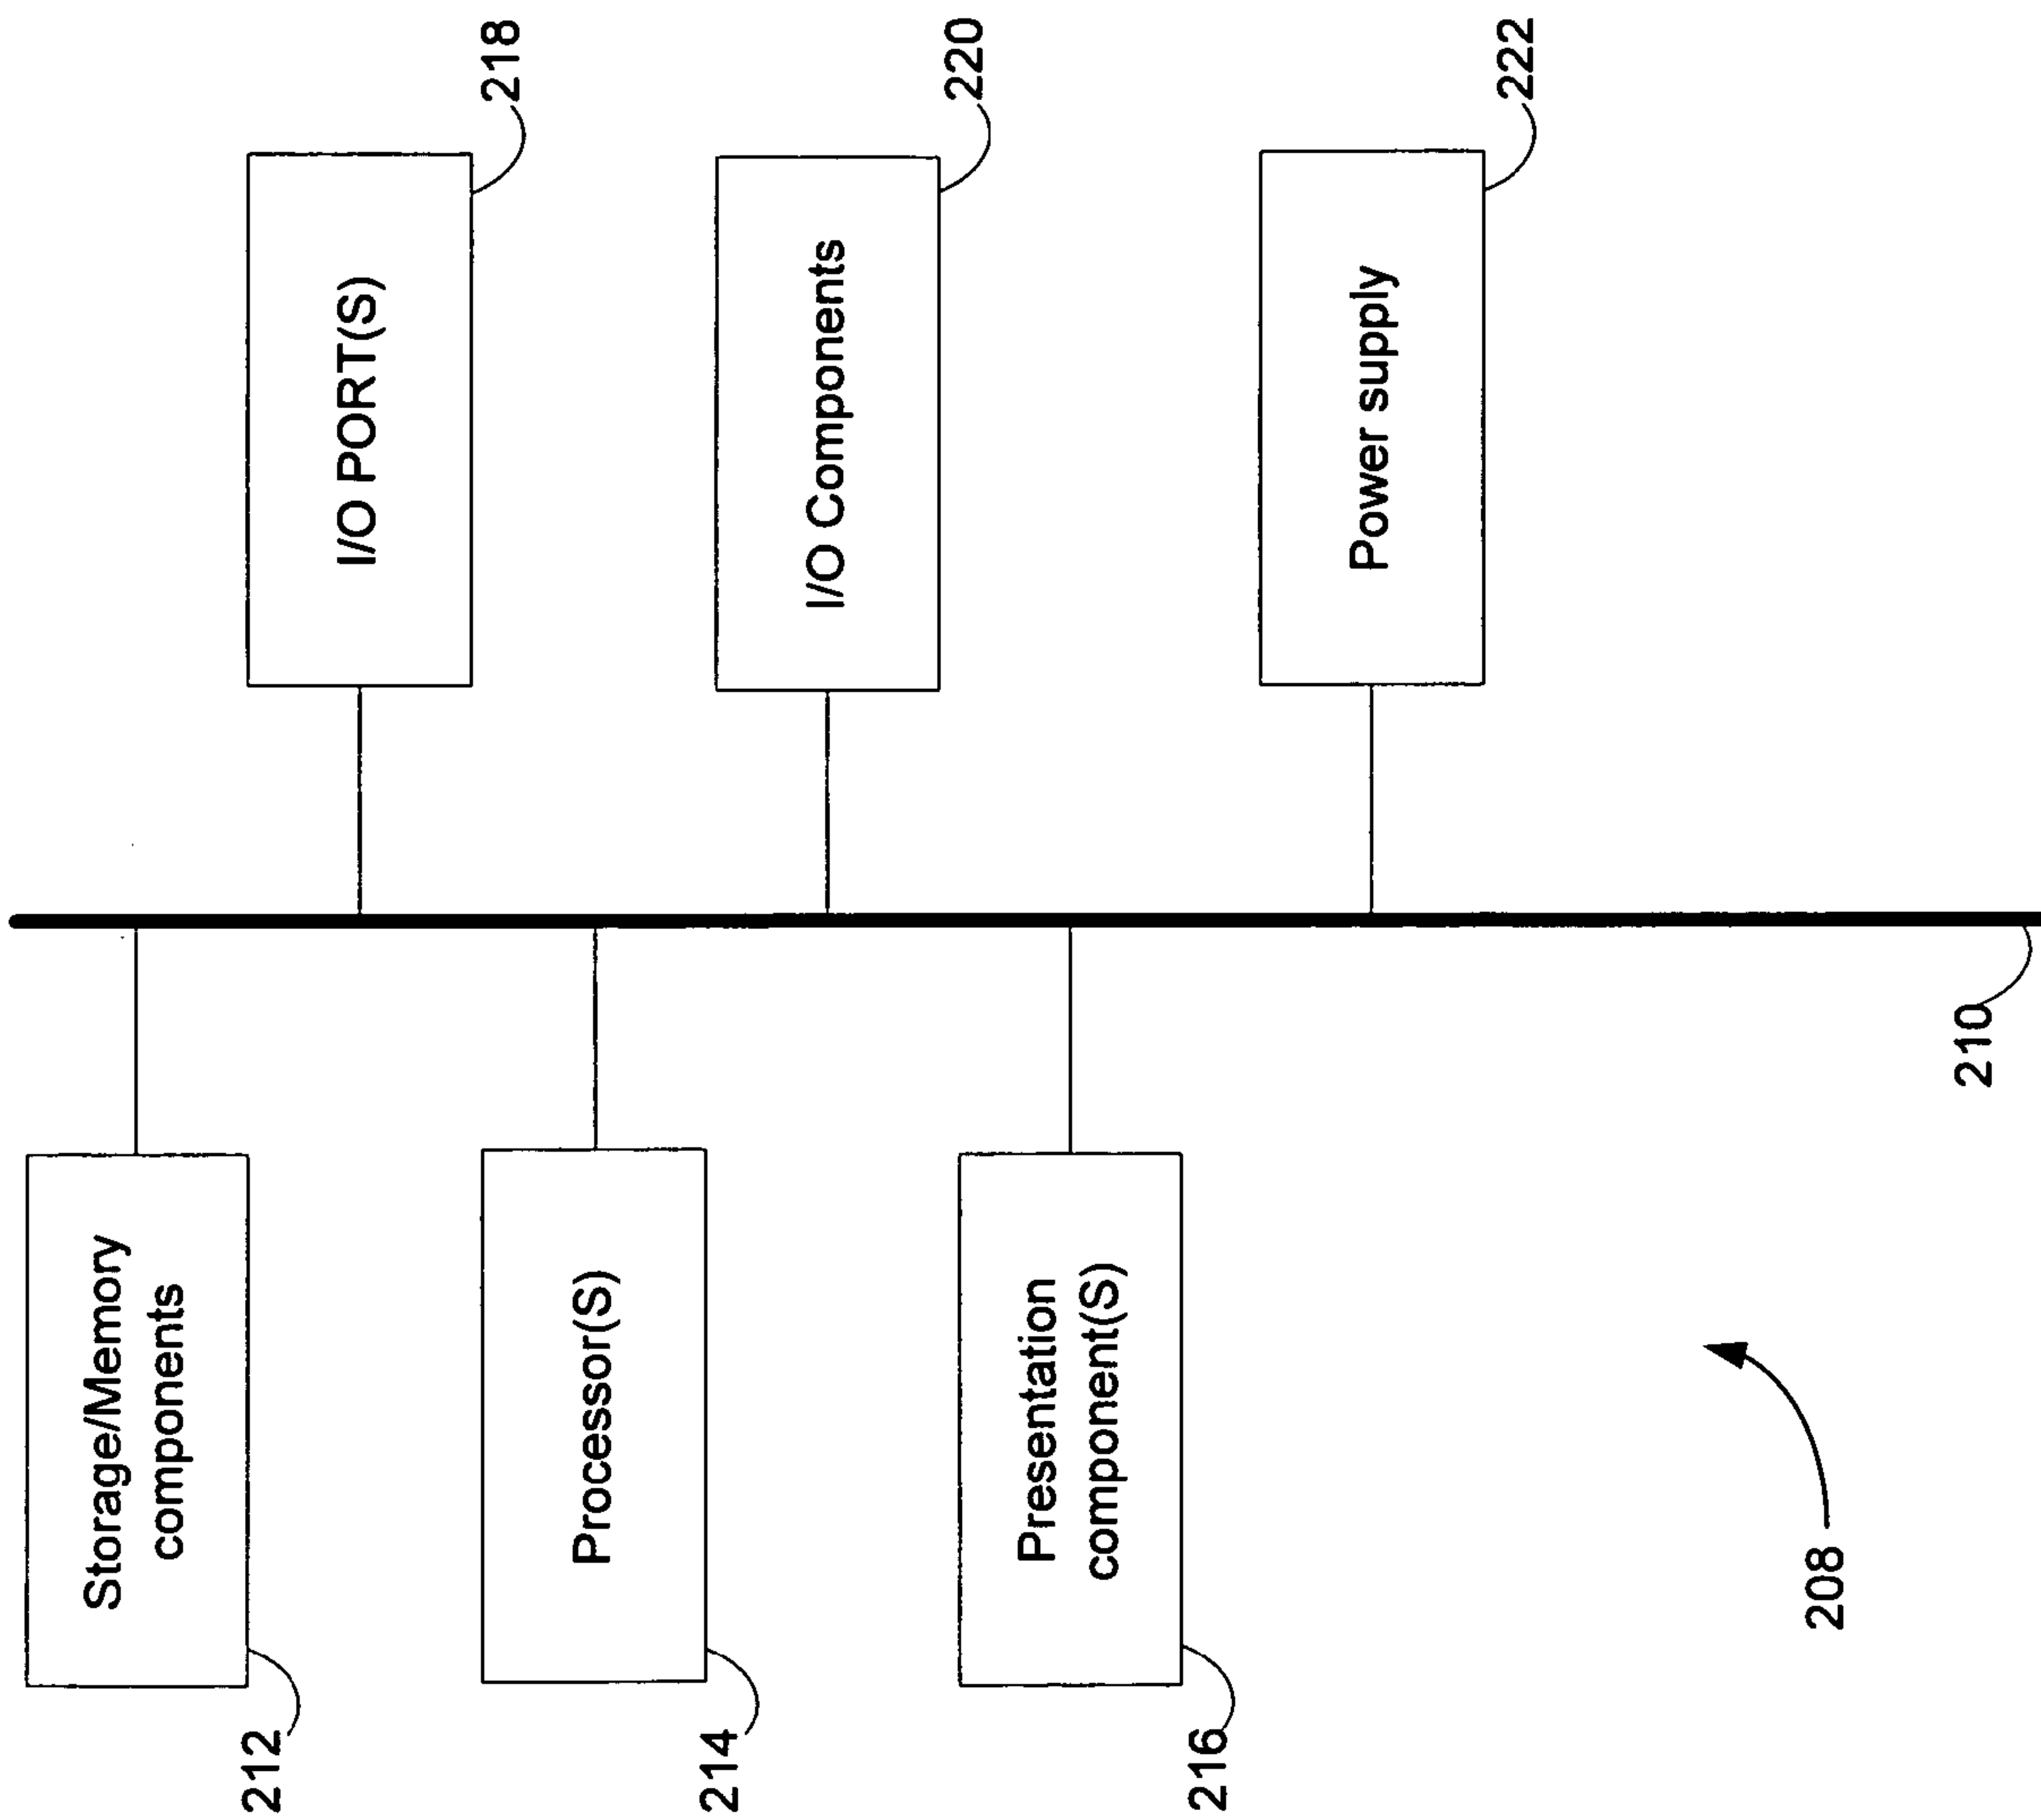 Storage/Memory
components
212
Processor(S)
214
Presentation
component(S)
216
I/O PORT(S)
218
I/O Components
220
Power supply
222
210
208